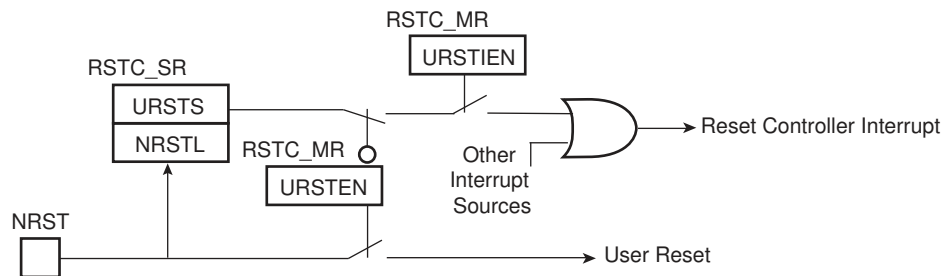 RSTC_MR
URSTIEN
RSTC_SR
URSTS
NRSTL
Reset Controller Interrupt
RSTC_MR
URSTEN
Other
Interrupt
Sources
NRST
User Reset